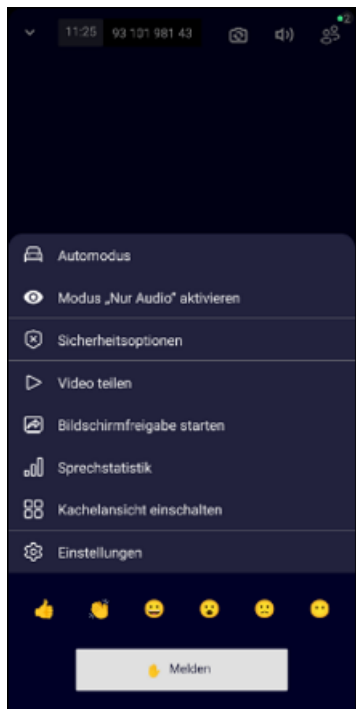 2
11:25 93 101 981 43
Automodus
Modus „Nur Audio“ aktivieren
Sicherheitsoptionen
Video teilen
Bildschirmfreigabe starten
Sprechstatistik
Kachelansicht einschalten
Einstellungen
Melden